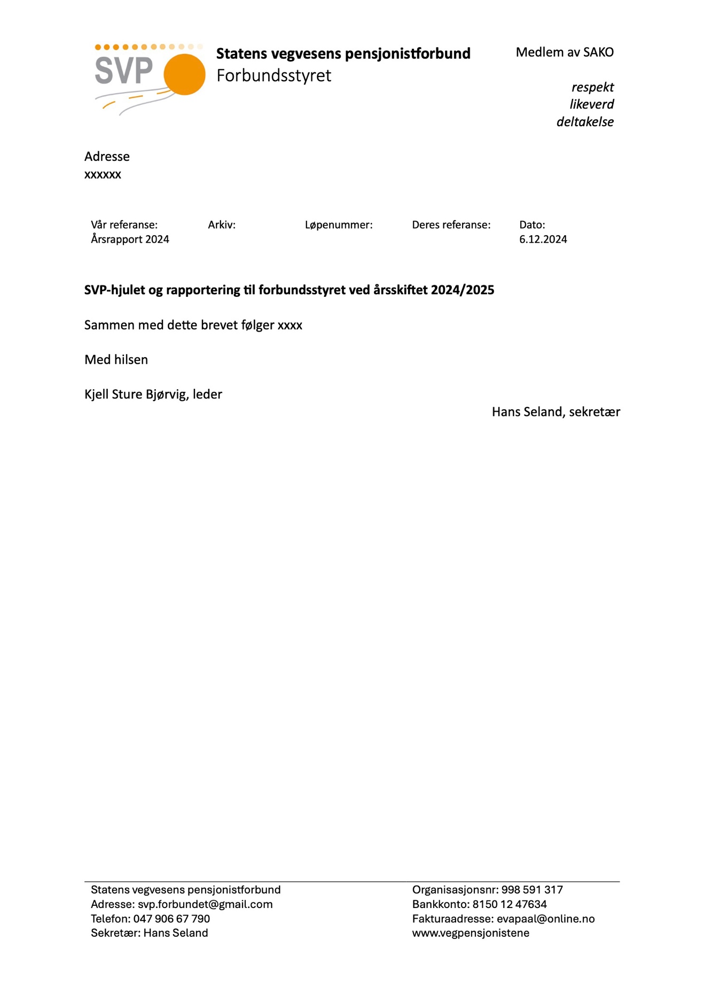 SVP
Statens vegvesens pensjonistforbund
Forbundsstyret
Medlem av SAKO
respekt
likeverd
deltakelse
Adresse
xxxxxx
Vår referanse: Arkiv: Løpenummer: Deres referanse: Dato:
Årsrapport 2024 6.12.2024
SVP-hjulet og rapportering til forbundsstyret ved årsskiftet 2024/2025
Sammen med dette brevet følger xxxx
Med hilsen
Kjell Sture Bjørvig, leder
Hans Seland, sekretær
Statens vegvesens pensjonistforbund
Adresse: svp.forbundet@gmail.com
Telefon: 047 906 67 790
Sekretær: Hans Seland
Organisasjonsnr: 998 591 317
Bankkonto: 8150 12 47634
Fakturaadresse: evapaal@online.no
www.vegpensjonistene